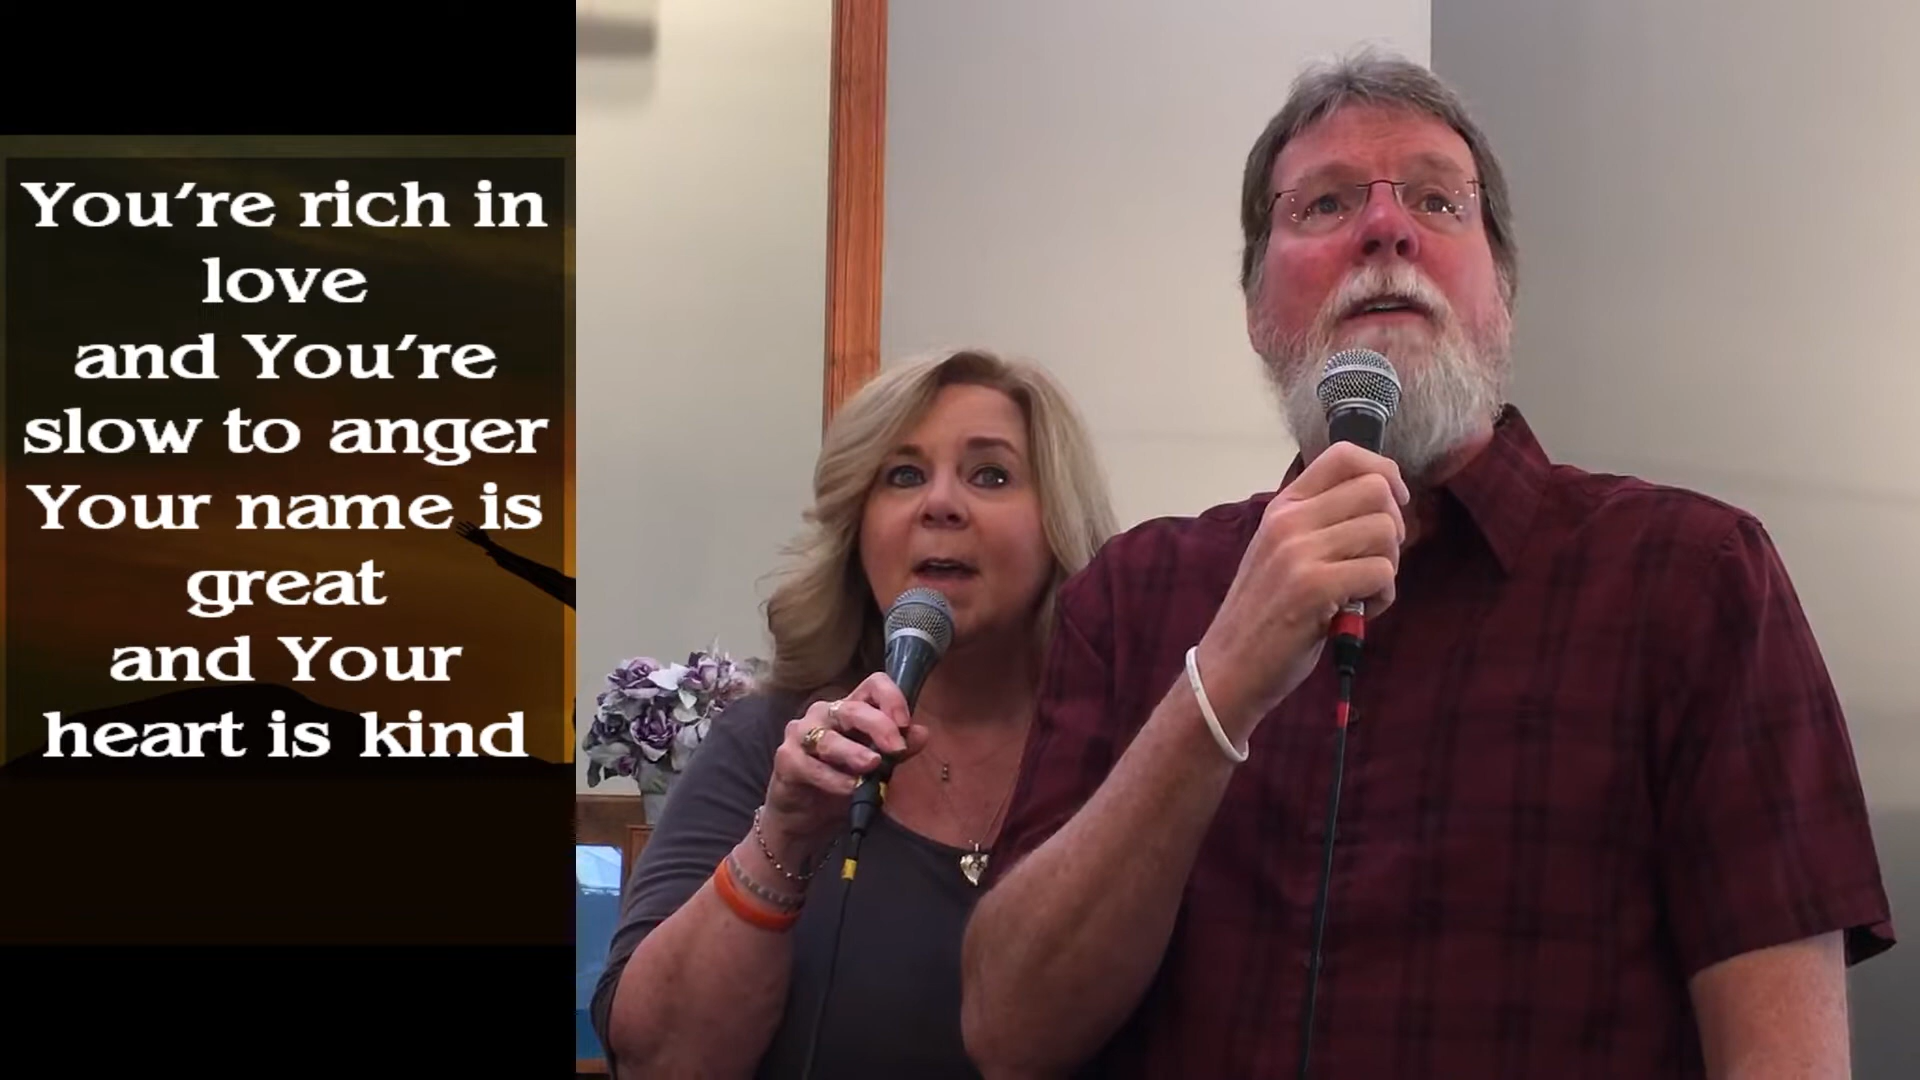 You're rich in
love
and You're
slow to anger
Your name is
great
and Your
heart is kind